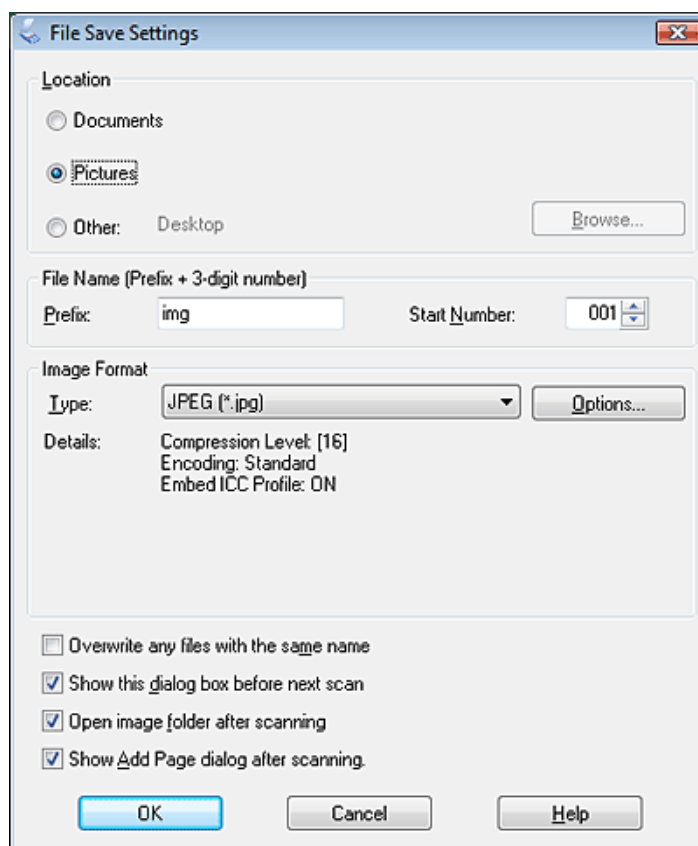 File Save Settings
Location
Documents
Pictures
Other: Desktop Browse...
File Name (Prefix + 3-digit number)
Prefix: img Start Number: 001
Image Format
Type: JPEG (*.jpg) Options...
Details: Compression Level: [16]
Encoding: Standard
Embed ICC Profile: ON
Overwrite any files with the same name
Show this dialog box before next scan
Open image folder after scanning
Show Add Page dialog after scanning.
OK Cancel Help